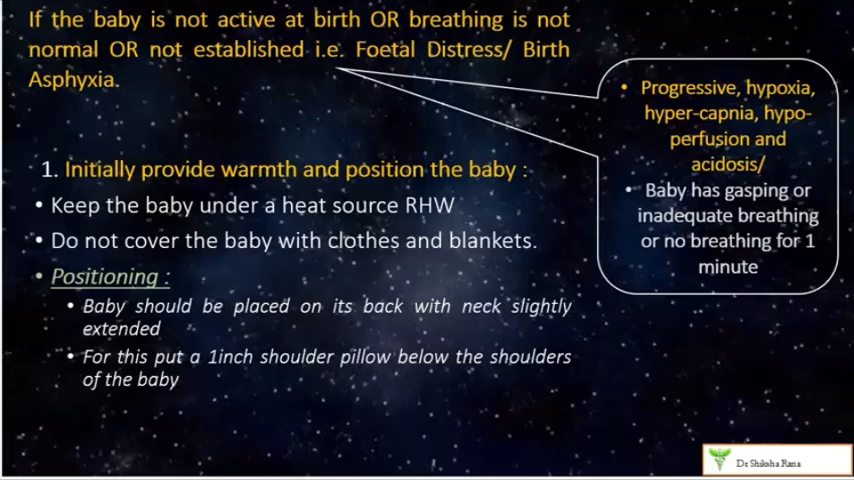 If the baby is not active at birth OR breathing is not
normal OR not established i.e. Foetal Distress/ Birth
Asphyxia.
1. Initially provide warmth and position the baby :
• Keep the baby under a heat source RHW
• Do not cover the baby with clothes and blankets.
• Positioning :
• Baby should be placed on its back with neck slightly
extended
• For this put a 1inch shoulder pillow below the shoulders
of the baby
• Progressive, hypoxia,
hyper-capnia, hypo-
perfusion and
acidosis/
• Baby has gasping or
inadequate breathing
or no breathing for 1
minute
Dr Shiksha Rana